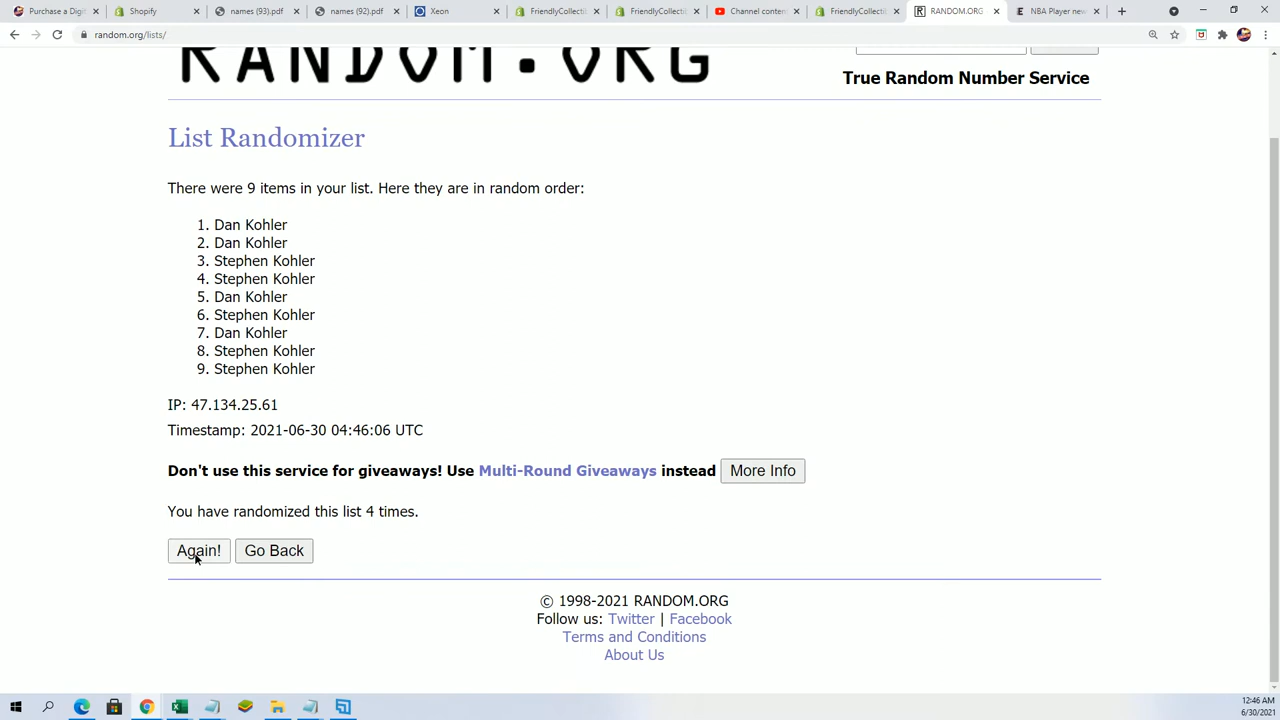 Purchase a Digit
Shopify
names (93).pdf
names (92).pdf
Xeon
FriendlyCollecti
FriendlyCollecti
Channel conten
FriendlyCollecti
RANDOM.ORG
NBA Player new
random.org/lists/
RANDOM.ORG
True Random Number Service
List Randomizer
There were 9 items in your list. Here they are in random order:
1. Dan Kohler
2. Dan Kohler
3. Stephen Kohler
4. Stephen Kohler
5. Dan Kohler
6. Stephen Kohler
7. Dan Kohler
8. Stephen Kohler
9. Stephen Kohler
IP: 47.134.25.61
Timestamp: 2021-06-30 04:46:06 UTC
Don't use this service for giveaways! Use Multi-Round Giveaways instead More Info
You have randomized this list 4 times.
Again! Go Back
© 1998-2021 RANDOM.ORG
Follow us: Twitter | Facebook
Terms and Conditions
About Us
12:46 AM
6/30/2021